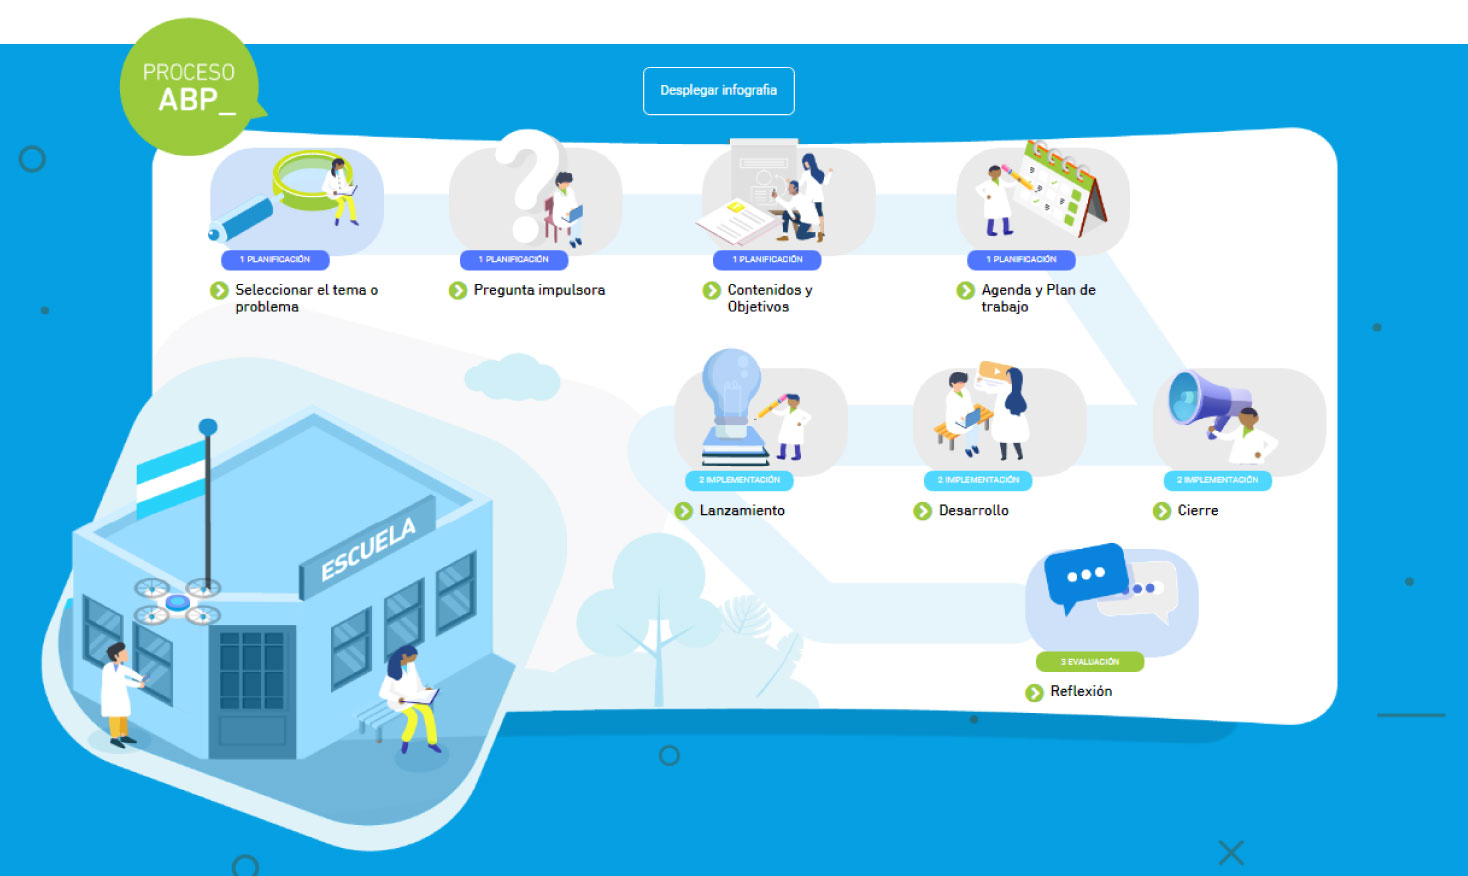 PROCESO
ABP_
Desplegar infografia
1 PLANIFICACIÓN
Seleccionar el tema o
problema
1 PLANIFICACIÓN
Pregunta impulsora
1 PLANIFICACIÓN
Contenidos y
Objetivos
1 PLANIFICACIÓN
Agenda y Plan de
trabajo
2 IMPLEMENTACIÓN
Lanzamiento
2 IMPLEMENTACIÓN
Desarrollo
2 IMPLEMENTACIÓN
Cierre
ESCUELA
3 EVALUACIÓN
Reflexión